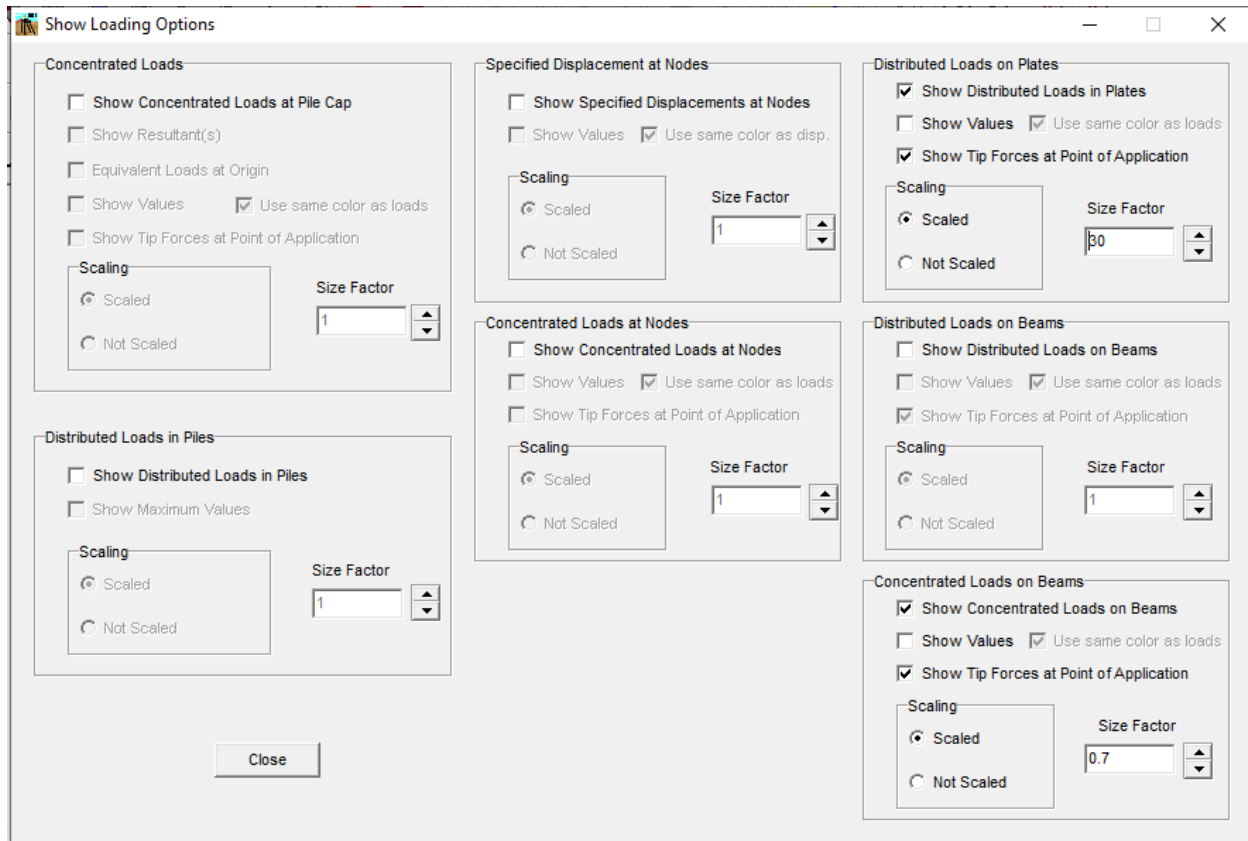 Show Loading Options
Concentrated Loads
Show Concentrated Loads at Pile Cap
Show Resultant(s)
Equivalent Loads at Origin
Show Values Use same color as loads
Show Tip Forces at Point of Application
Scaling
Scaled
Not Scaled
Size Factor
1
Distributed Loads in Piles
Show Distributed Loads in Piles
Show Maximum Values
Scaling
Scaled
Not Scaled
Size Factor
1
Close
Specified Displacement at Nodes
Show Specified Displacements at Nodes
Show Values Use same color as disp.
Scaling
Scaled
Not Scaled
Size Factor
1
Concentrated Loads at Nodes
Show Concentrated Loads at Nodes
Show Values Use same color as loads
Show Tip Forces at Point of Application
Scaling
Scaled
Not Scaled
Size Factor
1
Distributed Loads on Plates
Show Distributed Loads in Plates
Show Values Use same color as loads
Show Tip Forces at Point of Application
Scaling
Scaled
Not Scaled
Size Factor
30
Distributed Loads on Beams
Show Distributed Loads on Beams
Show Values Use same color as loads
Show Tip Forces at Point of Application
Scaling
Scaled
Not Scaled
Size Factor
1
Concentrated Loads on Beams
Show Concentrated Loads on Beams
Show Values Use same color as loads
Show Tip Forces at Point of Application
Scaling
Scaled
Not Scaled
Size Factor
0.7